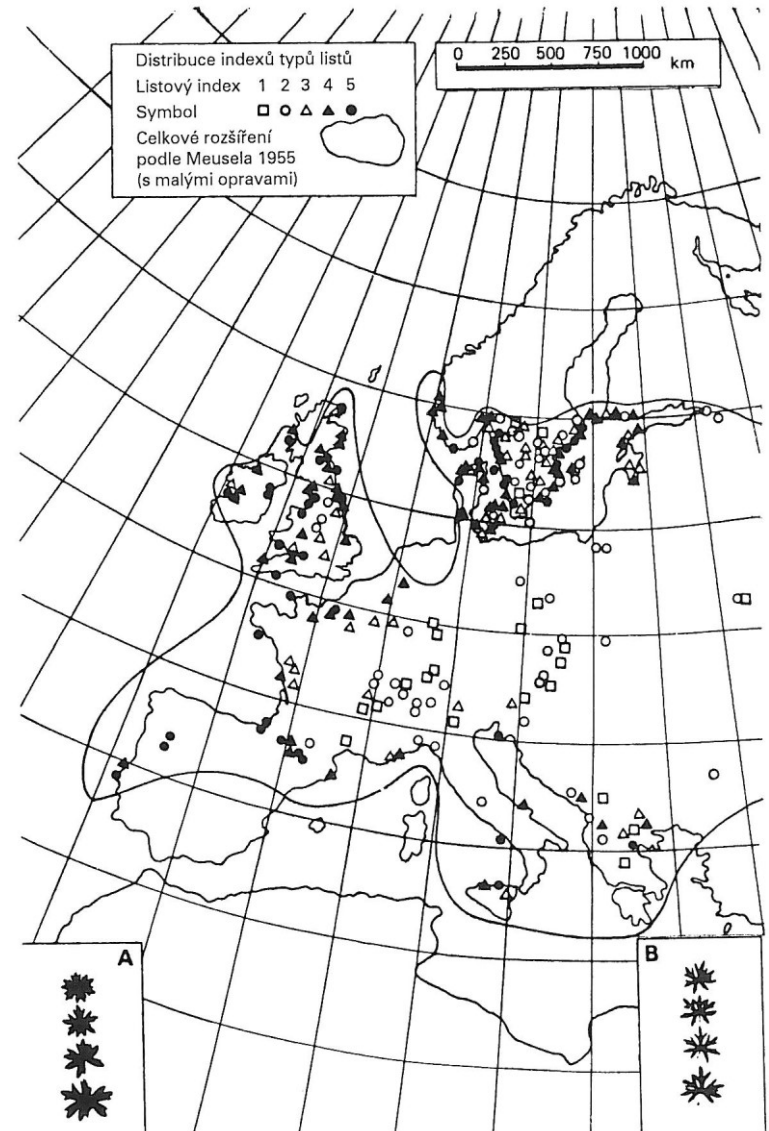 Distribuce indexů typů listů
Listový index 1 2 3 4 5
Symbol
Celkové rozšíření
podle Meusela 1955
(s malými opravami)
0 250 500 750 1000 km
A
B